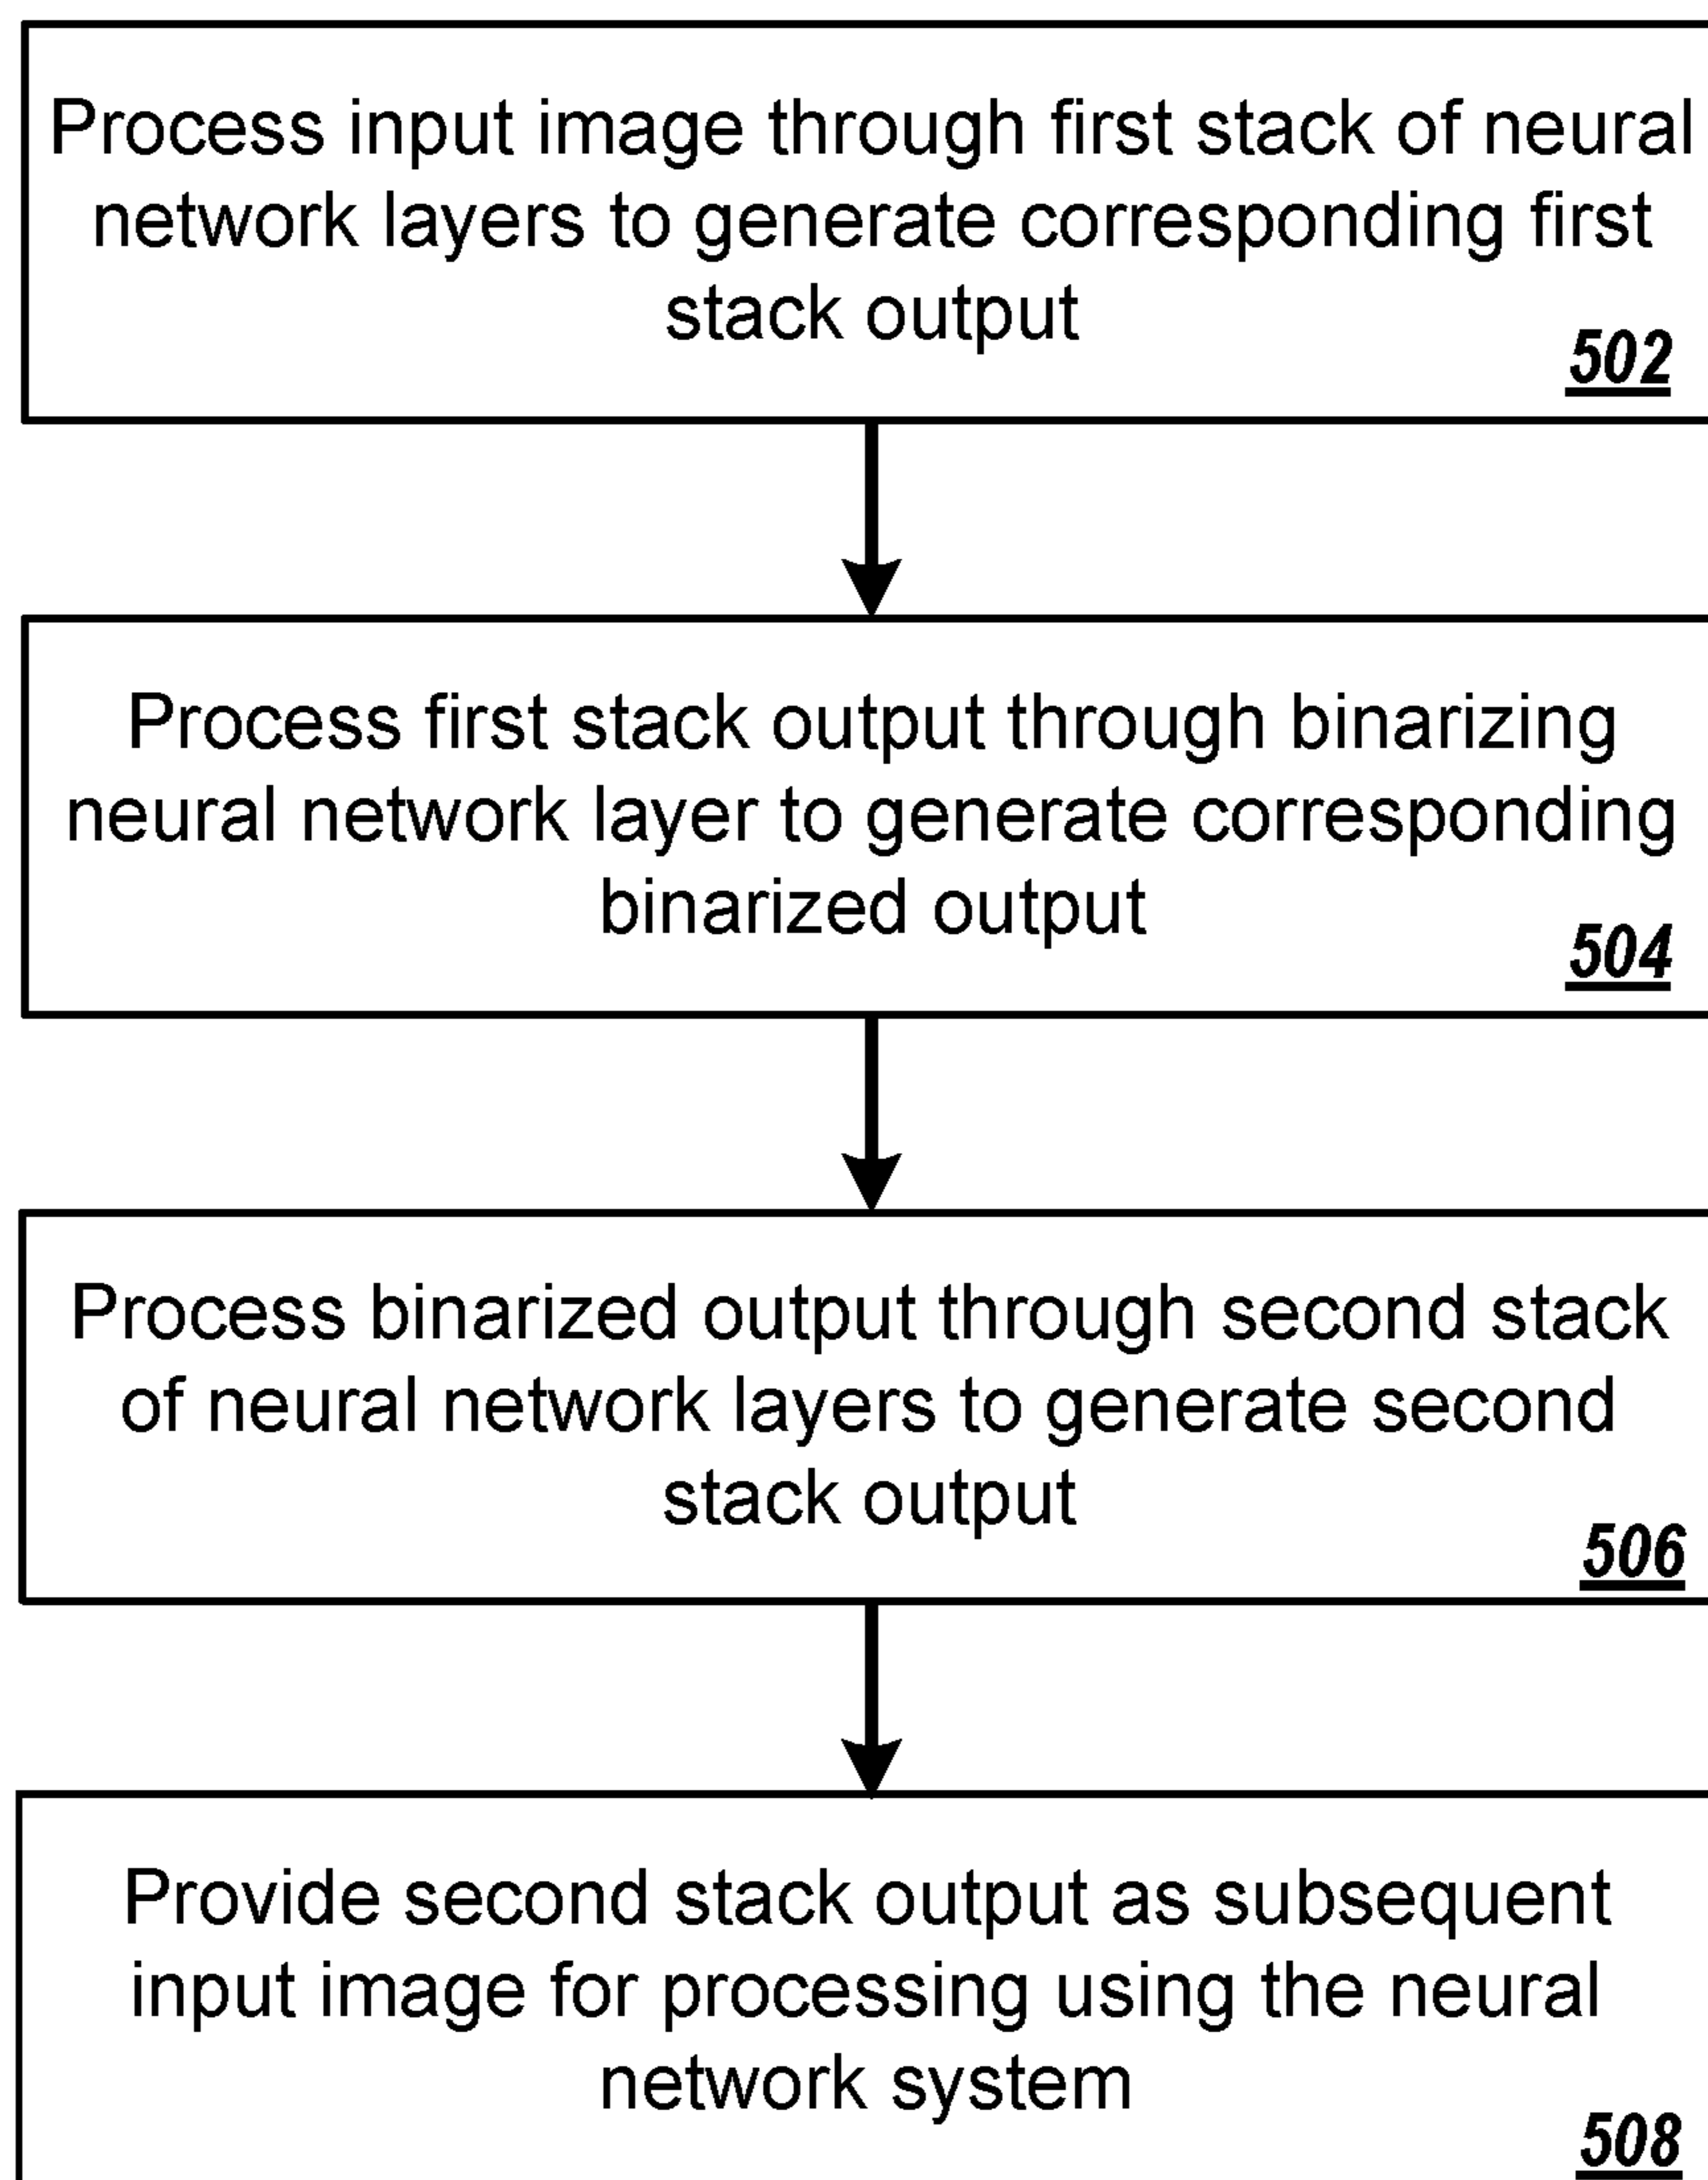 Process input image through first stack of neural
network layers to generate corresponding first
stack output
502
Process first stack output through binarizing
neural network layer to generate corresponding
binarized output
504
Process binarized output through second stack
of neural network layers to generate second
stack output
506
Provide second stack output as subsequent
input image for processing using the neural
network system
508